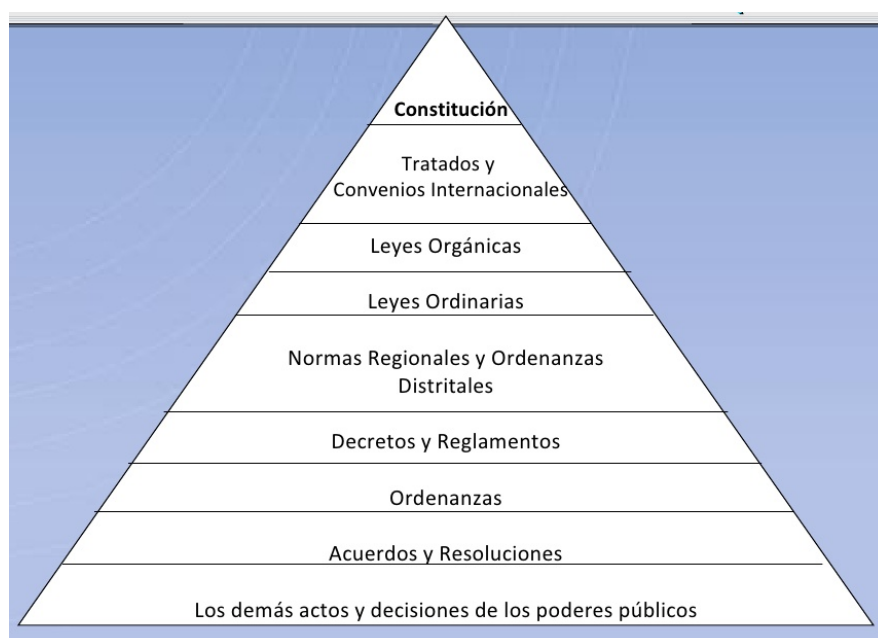 Constitución
Tratados y
Convenios Internacionales
Leyes Orgánicas
Leyes Ordinarias
Normas Regionales y Ordenanzas
Distritales
Decretos y Reglamentos
Ordenanzas
Acuerdos y Resoluciones
Los demás actos y decisiones de los poderes públicos